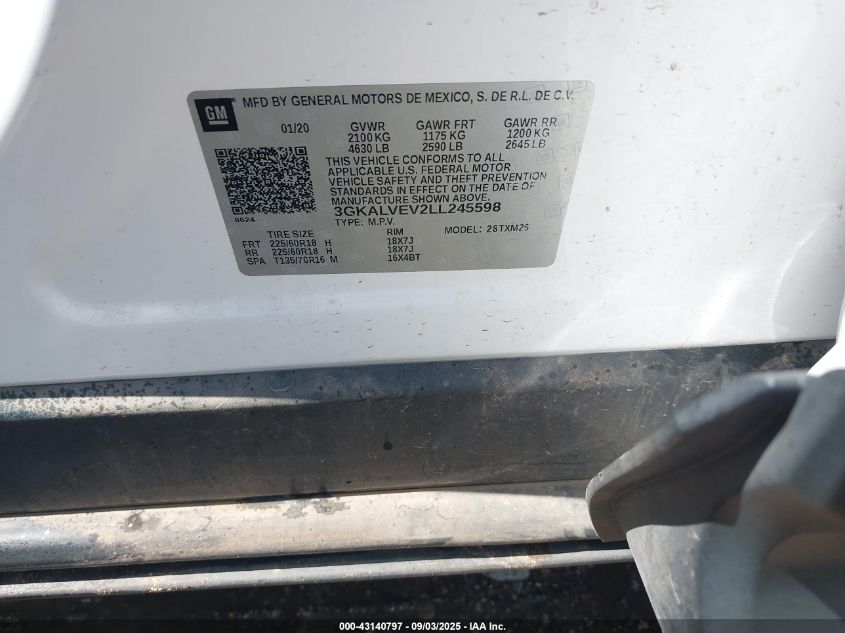 GM
MFD BY GENERAL MOTORS DE MEXICO, S. DE R.L. DE C.V.
01/20 GVWR GAWR FRT GAWR RR
2100 KG 1175 KG 1200 KG
4630 LB 2590 LB 2645 LB
THIS VEHICLE CONFORMS TO ALL
APPLICABLE U.S. FEDERAL MOTOR
VEHICLE SAFETY AND THEFT PREVENTION
STANDARDS IN EFFECT ON THE DATE OF
MANUFACTURE SHOWN ABOVE.
8624
3GKALVEV2LL245598
TYPE: M.P.V.
TIRE SIZE RIM MODEL: 26TXM26
FRT 225/60R18 H 18X7J
RR 225/60R18 H 18X7J
SPA T135/70R16 M 16X4BT
000-43140797 - 09/03/2025 - IAA Inc.